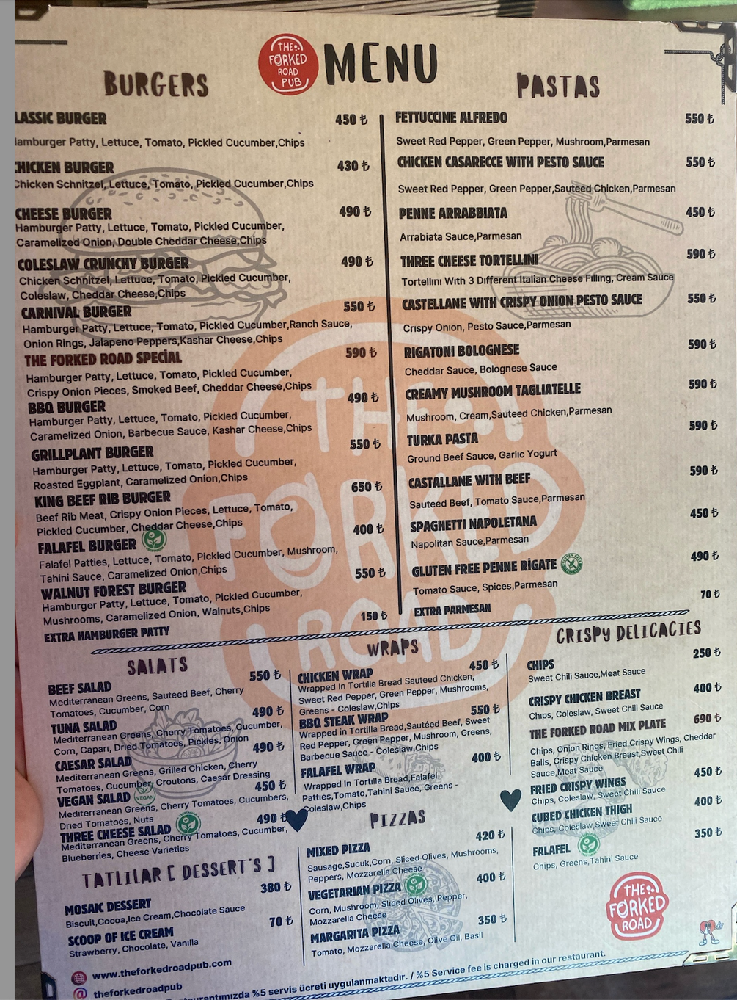 THE
FORKED
ROAD
PUB
MENU
BURGERS
LASSIC BURGER 450 ₺
amburger Patty, Lettuce, Tomato, Pickled Cucumber,Chips
CHICKEN BURGER 430 ₺
Chicken Schnitzel, Lettuce, Tomato, Pickled Cucumber,Chips
CHEESE BURGER 490 ₺
Hamburger Patty, Lettuce, Tomato, Pickled Cucumber,
Caramelized Onion, Double Cheddar Cheese,Chips
COLESLAW CRUNCHY BURGER 490 ₺
Chicken Schnitzel, Lettuce, Tomato, Pickled Cucumber,
Coleslaw, Cheddar Cheese,Chips
CARNIVAL BURGER 550 ₺
Hamburger Patty, Lettuce, Tomato, Pickled Cucumber,Ranch Sauce,
Onion Rings, Jalapeno Peppers,Kashar Cheese,Chips
THE FORKED ROAD SPECİAL 590 ₺
Hamburger Patty, Lettuce, Tomato, Pickled Cucumber,
Crispy Onion Pieces, Smoked Beef, Cheddar Cheese,Chips
BBQ BURGER 490 ₺
Hamburger Patty, Lettuce, Tomato, Pickled Cucumber,
Caramelized Onion, Barbecue Sauce, Kashar Cheese,Chips
GRILLPLANT BURGER 550 ₺
Hamburger Patty, Lettuce, Tomato, Pickled Cucumber,
Roasted Eggplant, Caramelized Onion,Chips
KING BEEF RIB BURGER 650 ₺
Beef Rib Meat, Crispy Onion Pieces, Lettuce, Tomato,
Pickled Cucumber, Cheddar Cheese,Chips
FALAFEL BURGER 400 ₺
Falafel Patties, Lettuce, Tomato, Pickled Cucumber, Mushroom,
Tahini Sauce, Caramelized Onion,Chips
WALNUT FOREST BURGER 550 ₺
Hamburger Patty, Lettuce, Tomato, Pickled Cucumber,
Mushrooms, Caramelized Onion, Walnuts,Chips
EXTRA HAMBURGER PATTY 150 ₺
PASTAS
FETTUCCINE ALFREDO 550 ₺
Sweet Red Pepper, Green Pepper, Mushroom,Parmesan
CHICKEN CASARECCE WITH PESTO SAUCE 550 ₺
Sweet Red Pepper, Green Pepper,Sauteed Chicken,Parmesan
PENNE ARRABBIATA 450 ₺
Arrabiata Sauce,Parmesan
THREE CHEESE TORTELLINI 590 ₺
Tortellini With 3 Different Italian Cheese Filling, Cream Sauce
CASTELLANE WITH CRISPY ONION PESTO SAUCE 550 ₺
Crispy Onion, Pesto Sauce,Parmesan
RIGATONI BOLOGNESE 590 ₺
Cheddar Sauce, Bolognese Sauce
CREAMY MUSHROOM TAGLIATELLE 590 ₺
Mushroom, Cream,Sauteed Chicken,Parmesan
TURKA PASTA 590 ₺
Ground Beef Sauce, Garlic Yogurt
CASTALLANE WITH BEEF 590 ₺
Sauteed Beef, Tomato Sauce,Parmesan
SPAGHETTI NAPOLETANA 450 ₺
Napolitan Sauce,Parmesan
GLUTEN FREE PENNE RİGATE 490 ₺
Tomato Sauce, Spices,Parmesan
EXTRA PARMESAN 70 ₺
THE
FORKED
ROAD
SALATS
BEEF SALAD 550 ₺
Mediterranean Greens, Sauteed Beef, Cherry
Tomatoes, Cucumber, Corn
TUNA SALAD 490 ₺
Mediterranean Greens, Cherry Tomatoes, Cucumber,
Corn, Capari, Dried Tomatoes, Pickles, Onion
CAESAR SALAD 490 ₺
Mediterranean Greens, Grilled Chicken, Cherry
Tomatoes, Cucumber, Croutons, Caesar Dressing
VEGAN SALAD VEGAN 450 ₺
Mediterranean Greens, Cherry Tomatoes, Cucumbers,
Dried Tomatoes, Nuts
THREE CHEESE SALAD 490 ₺
Mediterranean Greens, Cherry Tomatoes, Cucumber,
Blueberries, Cheese Varieties
TATLILAR [ DESSERT'S ]
MOSAIC DESSERT 380 ₺
Biscuit,Cocoa,Ice Cream,Chocolate Sauce
SCOOP OF ICE CREAM 70 ₺
Strawberry, Chocolate, Vanilla
WRAPS
CHICKEN WRAP 450 ₺
Wrapped In Tortilla Bread Sauteed Chicken,
Sweet Red Pepper, Green Pepper, Mushrooms,
Greens - Coleslaw,Chips
BBQ STEAK WRAP 550 ₺
Wrapped in Tortilla Bread,Sautéed Beef, Sweet
Red Pepper, Green Pepper, Mushroom, Greens,
Barbecue Sauce - Coleslaw,Chips
FALAFEL WRAP 400 ₺
Wrapped In Tortilla Bread,Falafel
Patties,Tomato,Tahini Sauce, Greens -
Coleslaw,Chips
PIZZAS
MIXED PIZZA 420 ₺
Sausage,Sucuk,Corn, Sliced Olives, Mushrooms,
Peppers, Mozzarella Cheese
VEGETARIAN PIZZA 400 ₺
Corn, Mushroom, Sliced Olives, Pepper,
Mozzarella Cheese
MARGARITA PIZZA 350 ₺
Tomato, Mozzarella Cheese, Olive Oil, Basil
CRISPY DELICACIES
CHIPS 250 ₺
Sweet Chili Sauce,Meat Sauce
CRISPY CHICKEN BREAST 400 ₺
Chips, Coleslaw, Sweet Chili Sauce
THE FORKED ROAD MIX PLATE 690 ₺
Chips, Onion Rings, Fried Crispy Wings, Cheddar
Balls, Crispy Chicken Breast,Sweet Chili
Sauce,Meat Sauce
FRIED CRISPY WINGS 450 ₺
Chips, Coleslaw, Sweet Chili Sauce
CUBED CHICKEN THIGH 400 ₺
Chips, Coleslaw,Sweet Chili Sauce
FALAFEL 350 ₺
Chips, Greens,Tahini Sauce
THE
FORKED
ROAD
www.theforkedroadpub.com
theforkedroadpub
%5 servis ücreti uygulanmaktadır. / %5 Service fee is charged in our restaurant.